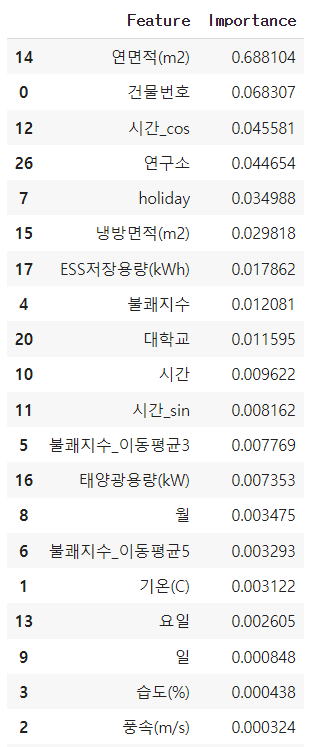 Feature Importance
14 연면적(m2) 0.688104
0 건물번호 0.068307
12 시간_cos 0.045581
26 연구소 0.044654
7 holiday 0.034988
15 냉방면적(m2) 0.029818
17 ESS저장용량(kWh) 0.017862
4 불쾌지수 0.012081
20 대학교 0.011595
10 시간 0.009622
11 시간_sin 0.008162
5 불쾌지수_이동평균3 0.007769
16 태양광용량(kW) 0.007353
8 월 0.003475
6 불쾌지수_이동평균5 0.003293
1 기온(C) 0.003122
13 요일 0.002605
9 일 0.000848
3 습도(%) 0.000438
2 풍속(m/s) 0.000324